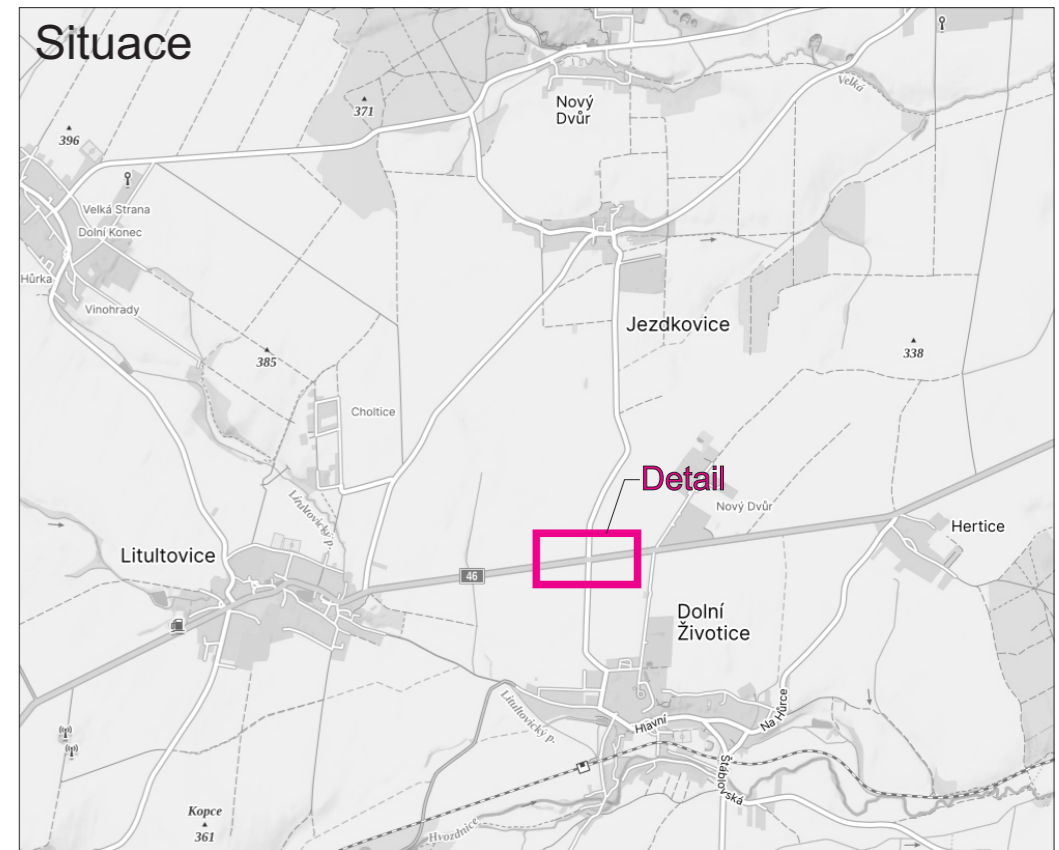 Situace
Nový
Dvůr
Velká
371
396
Velká Strana
Dolní Konec
Hůrka
Vinohrady
385
Jezdkovice
338
Choltice
Detail
Litultovický p.
Nový Dvůr
Hertice
Litultovice
46
Dolní
Životice
Litultovický p.
Hlavní
Na Hůrce
Štáblovská
Kopce
361
Hvozdnice